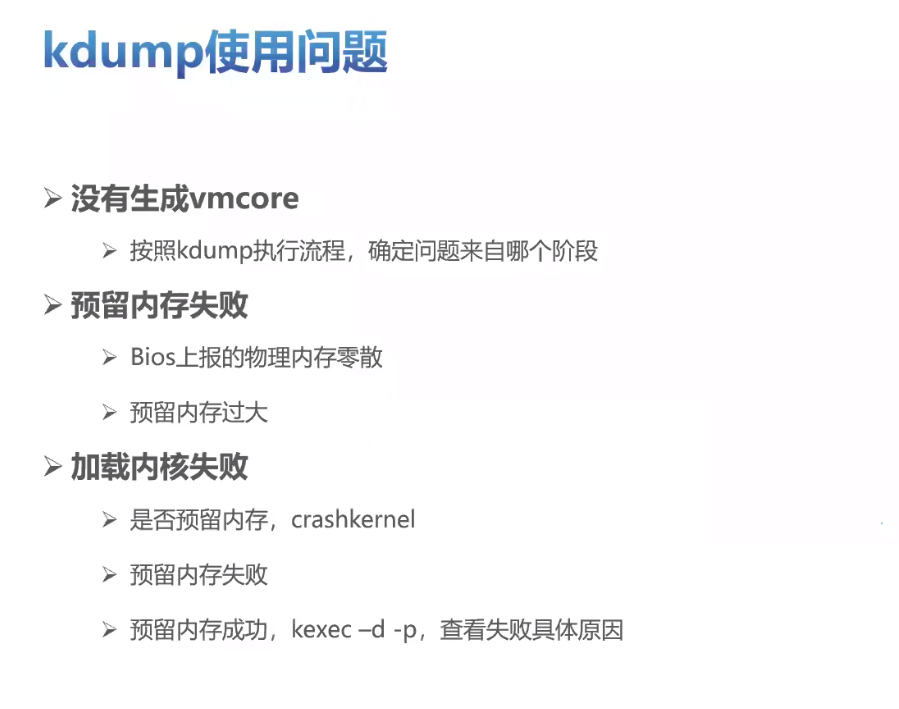 kdump使用问题
没有生成vmcore
按照kdump执行流程，确定问题来自哪个阶段
预留内存失败
Bios上报的物理内存零散
预留内存过大
加载内核失败
是否预留内存，crashkernel
预留内存失败
预留内存成功，kexec –d -p，查看失败具体原因